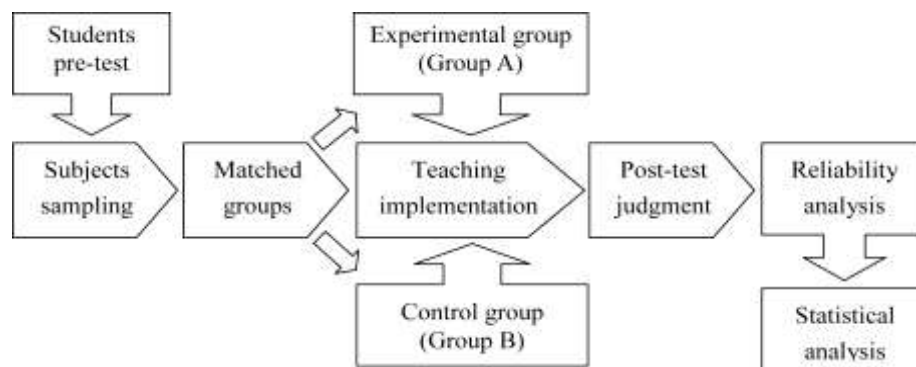 Students
pre-test
Experimental group
(Group A)
Subjects
sampling
Matched
groups
Teaching
implementation
Post-test
judgment
Reliability
analysis
Control group
(Group B)
Statistical
analysis